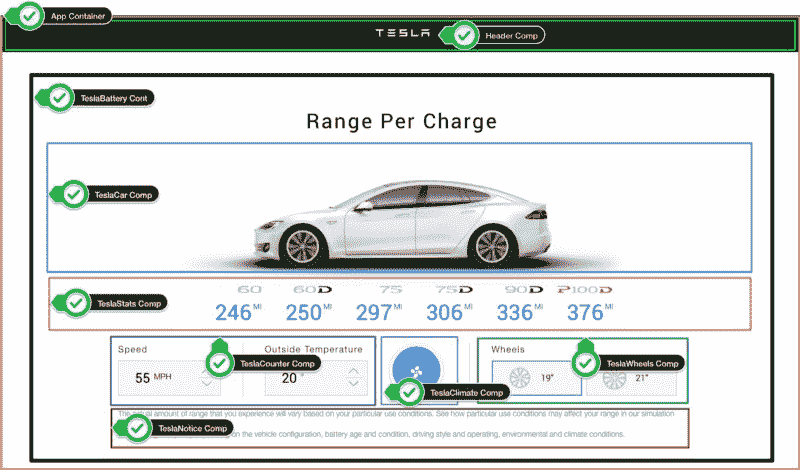 App Container
TESLA
Header Comp
TeslaBattery Cont
Range Per Charge
TeslaCar Comp
60 60D 75 75D 90D P100D
TeslaStats Comp
246 MI 250 MI 297 MI 306 MI 336 MI 376 MI
Speed Outside Temperature Wheels
TeslaCounter Comp TeslaWheels Comp
55 MPH 20 ° 19" 21"
TeslaClimate Comp
amount of range that you experience will vary based on your particular use conditions. See how particular use conditions may affect your range in our simulation
TeslaNotice Comp
on the vehicle configuration, battery age and condition, driving style and operating, environmental and climate conditions.